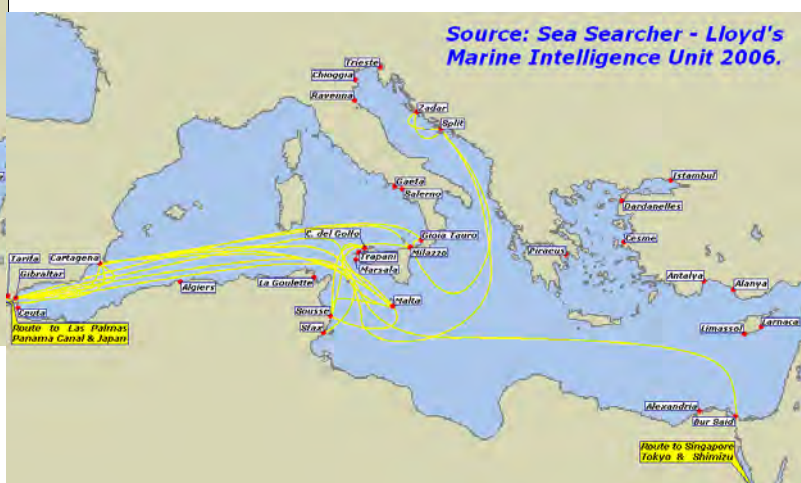 Source: Sea Searcher - Lloyd's
Marine Intelligence Unit 2006.
Trieste
Chioggia
Ravenna
Zadar
Split
Gaeta
Salerno
Istambul
Dardanelles
C. del Golfo
Gioia Tauro
Cesme
Tarifa
Cartagena
Trapani
Milazzo
Piraeus
Gibraltar
Marsala
Antalya
Alanya
Algiers
La Goulette
Malta
Ceuta
Sousse
Larnaca
Sfax
Limassol
Route to Las Palmas
Panama Canal & Japan
Alexandria
Bur Said
Route to Singapore
Tokyo & Shimizu